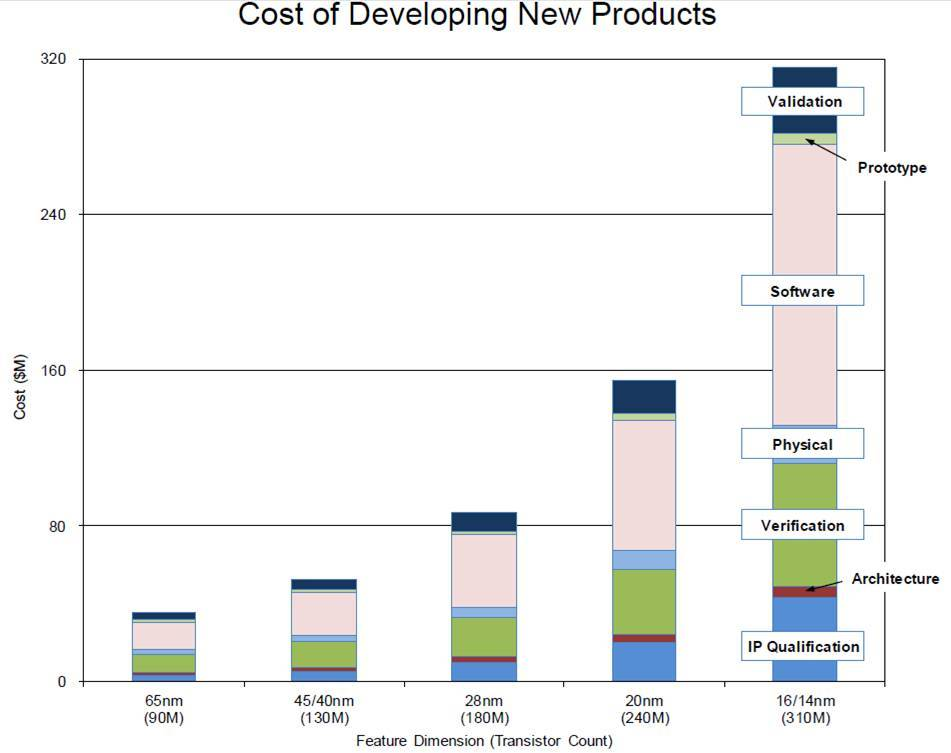 Cost of Developing New Products
320
240
160
80
0
Cost ($M)
Validation
Prototype
Software
Physical
Verification
Architecture
IP Qualification
65nm
(90M)
45/40nm
(130M)
28nm
(180M)
20nm
(240M)
16/14nm
(310M)
Feature Dimension (Transistor Count)